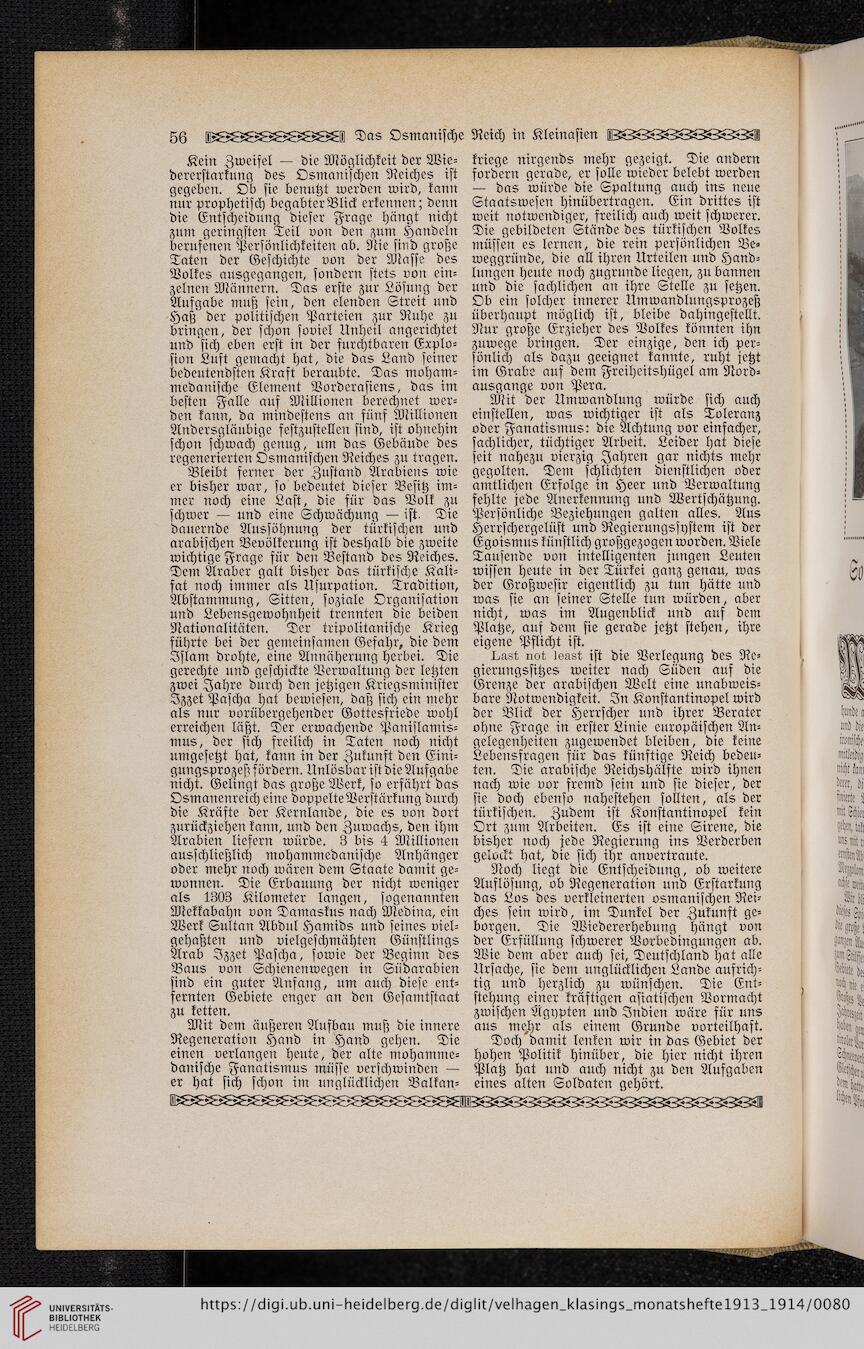 56 Das Osmanische Reich in Kleinasien
Kein Zweifel — die Möglichkeit der Wie-
dererstarkung des Osmanischen Reiches ist
gegeben. Ob sie benutzt werden wird, kann
nur prophetisch begabter Blick erkennen; denn
die Entscheidung dieser Frage hängt nicht
zum geringsten Teil von den zum Handeln
berufenen Persönlichkeiten ab. Nie sind große
Taten der Geschichte von der Masse des
Volkes ausgegangen, sondern stets von ein-
zelnen Männern. Das erste zur Lösung der
Aufgabe muß sein, den elenden Streit und
Haß der politischen Parteien zur Ruhe zu
bringen, der schon soviel Unheil angerichtet
und sich eben erst in der furchtbaren Explo-
sion Luft gemacht hat, die das Land seiner
bedeutendsten Kraft beraubte. Das moham-
medanische Element Vorderasiens, das im
besten Falle auf Millionen berechnet wer-
den kann, da mindestens an fünf Millionen
Andersgläubige festzustellen sind, ist ohnehin
schon schwach genug, um das Gebäude des
regenerierten Osmanischen Reiches zu tragen.
Bleibt ferner der Zustand Arabiens wie
er bisher war, so bedeutet dieser Besitz im-
mer noch eine Last, die für das Volk zu
schwer — und eine Schwächung — ist. Die
dauernde Aussöhnung der türkischen und
arabischen Bevölkerung ist deshalb die zweite
wichtige Frage für den Bestand des Reiches.
Dem Araber galt bisher das türkische Kali-
fat noch immer als Usurpation. Tradition,
Abstammung, Sitten, soziale Organisation
und Lebensgewohnheit trennten die beiden
Nationalitäten. Der tripolitanische Krieg
führte bei der gemeinsamen Gefahr, die dem
Islam drohte, eine Annäherung herbei. Die
gerechte und geschickte Verwaltung der letzten
zwei Jahre durch den jetzigen Kriegsminister
Izzet Pascha hat bewiesen, daß sich ein mehr
als nur vorübergehender Gottesfriede wohl
erreichen läßt. Der erwachende Panislamis-
mus, der sich freilich in Taten noch nicht
umgesetzt hat, kann in der Zukunft den Eini-
gungsprozeß fördern. Unlösbar ist die Aufgabe
nicht. Gelingt das große Werk, so erfährt das
Osmanenreich eine doppelte Verstärkung durch
die Kräfte der Kernlande, die es von dort
zurückziehen kann, und den Zuwachs, den ihm
Arabien liefern würde. 3 bis 4 Millionen
ausschließlich mohammedanische Anhänger
oder mehr noch wären dem Staate damit ge-
wonnen. Die Erbauung der nicht weniger
als 1303 Kilometer langen, sogenannten
Mekkabahn von Damaskus nach Medina, ein
Werk Sultan Abdul Hamids und seines viel-
gehaßten und vielgeschmähten Günstlings
Arab Izzet Pascha, sowie der Beginn des
Baus von Schienenwegen in Südarabien
sind ein guter Anfang, um auch diese ent-
fernten Gebiete enger an den Gesamtstaat
zu ketten.
Mit dem äußeren Aufbau muß die innere
Regeneration Hand in Hand gehen. Die
einen verlangen heute, der alte mohamme-
danische Fanatismus müsse verschwinden —
er hat sich schon im unglücklichen Balkan-
kriege nirgends mehr gezeigt. Die andern
fordern gerade, er solle wieder belebt werden
— das würde die Spaltung auch ins neue
Staatswesen hinübertragen. Ein drittes ist
weit notwendiger, freilich auch weit schwerer.
Die gebildeten Stände des türkischen Volkes
müssen es lernen, die rein persönlichen Be-
weggründe, die all ihren Urteilen und Hand-
lungen heute noch zugrunde liegen, zu bannen
und die sachlichen an ihre Stelle zu setzen.
Ob ein solcher innerer Umwandlungsprozeß
überhaupt möglich ist, bleibe dahingestellt.
Nur große Erzieher des Volkes könnten ihn
zuwege bringen. Der einzige, den ich per-
sönlich als dazu geeignet kannte, ruht jetzt
im Grabe auf dem Freiheitshügel am Nord-
ausgange von Pera.
Mit der Umwandlung würde sich auch
einstellen, was wichtiger ist als Toleranz
oder Fanatismus: die Achtung vor einfacher,
sachlicher, tüchtiger Arbeit. Leider hat diese
seit nahezu vierzig Jahren gar nichts mehr
gegolten. Dem schlichten dienstlichen oder
amtlichen Erfolge in Heer und Verwaltung
fehlte jede Anerkennung und Wertschätzung.
Persönliche Beziehungen galten alles. Aus
Herrschergelüst und Regierungssystem ist der
Egoismus künstlich großgezogen worden. Viele
Tausende von intelligenten jungen Leuten
wissen heute in der Türkei ganz genau, was
der Großwesir eigentlich zu tun hätte und
was sie an seiner Stelle tun würden, aber
nicht, was im Augenblick und auf dem
Platze, auf dem sie gerade jetzt stehen, ihre
eigene Pflicht ist.
Last not least ist die Verlegung des Re-
gierungssitzes weiter nach Süden auf die
Grenze der arabischen Welt eine unabweis-
bare Notwendigkeit. In Konstantinopel wird
der Blick der Herrscher und ihrer Berater
ohne Frage in erster Linie europäischen An-
gelegenheiten zugewendet bleiben, die keine
Lebensfragen für das künftige Reich bedeu-
ten. Die arabische Reichshälfte wird ihnen
nach wie vor fremd sein und sie dieser, der
sie doch ebenso nahestehen sollten, als der
türkischen. Zudem ist Konstantinopel kein
Ort zum Arbeiten. Es ist eine Sirene, die
bisher noch jede Regierung ins Verderben
gelockt hat, die sich ihr anvertraute.
Noch liegt die Entscheidung, ob weitere
Auflösung, ob Regeneration und Erstarkung
das Los des verkleinerten osmanischen Rei-
ches sein wird, im Dunkel der Zukunft ge-
borgen. Die Wiedererhebung hängt von
der Erfüllung schwerer Vorbedingungen ab.
Wie dem aber auch sei, Deutschland hat alle
Ursache, sie dem unglücklichen Lande aufrich-
tig und herzlich zu wünschen. Die Ent-
stehung einer kräftigen asiatischen Vormacht
zwischen Ägypten und Indien wäre für uns
aus mehr als einem Grunde vorteilhaft.
Doch damit lenken wir in das Gebiet der
hohen Politik hinüber, die hier nicht ihren
Platz hat und auch nicht zu den Aufgaben
eines alten Soldaten gehört.
UNIVERSITÄTS-
BIBLIOTHEK
HEIDELBERG
https://digi.ub.uni-heidelberg.de/diglit/velhagen_klasings_monatshefte1913_1914/0080